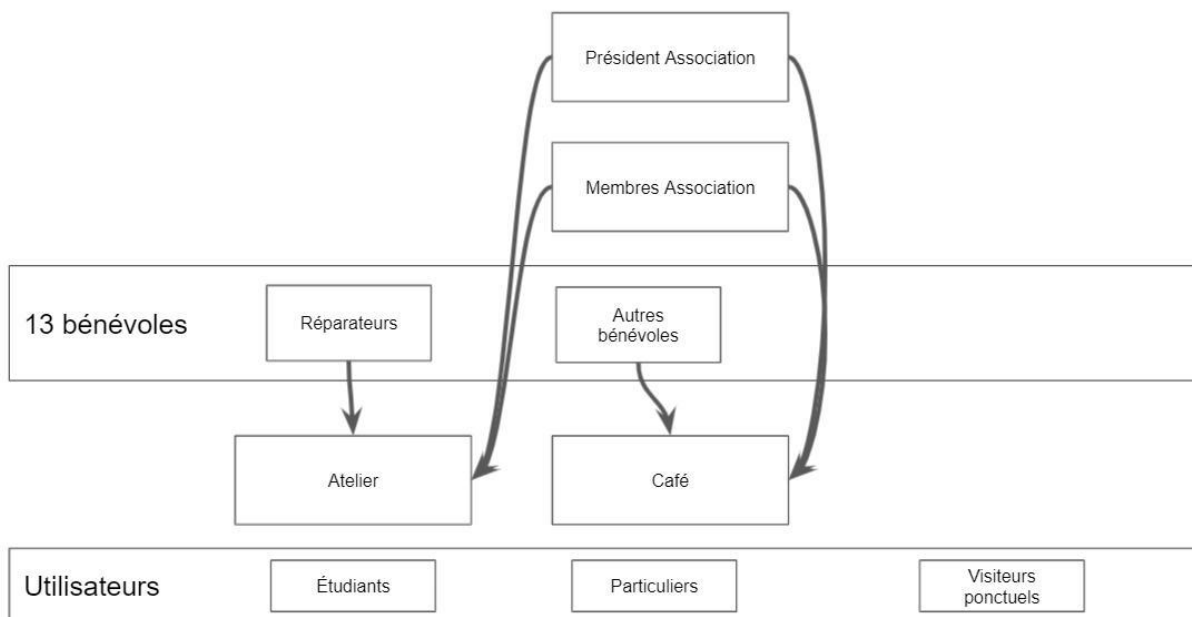 Président Association
Membres Association
13 bénévoles
Réparateurs
Autres
bénévoles
Atelier
Café
Utilisateurs
Étudiants
Particuliers
Visiteurs
ponctuels